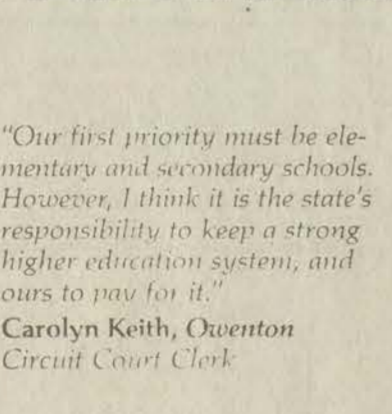 "Our first priority must be ele-
mentary and secondary schools.
However, I think it is the state's
responsibility to keep a strong
higher education system, and
ours to pay for it."
Carolyn Keith, Owenton
Circuit Court Clerk